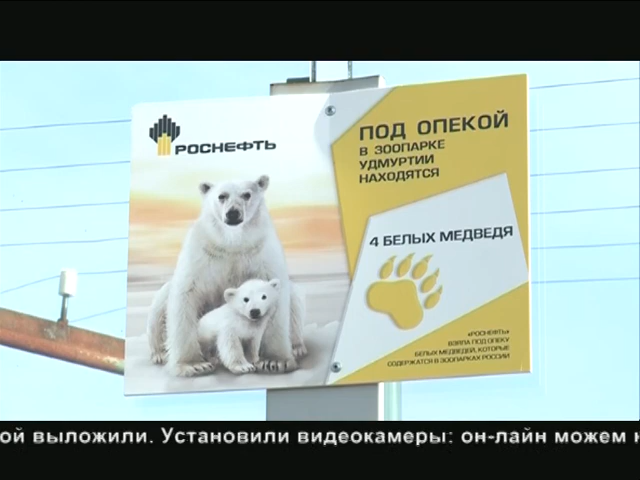 РОСНЕФТЬ
ПОД ОПЕКОЙ
В ЗООПАРКЕ
УДМУРТИИ
НАХОДЯТСЯ
4 БЕЛЫХ МЕДВЕДЯ
«РОСНЕФТЬ»
ВЗЯЛА ПОД ОПЕКУ
БЕЛЫХ МЕДВЕДЕЙ, КОТОРЫЕ
СОДЕРЖАТСЯ В ЗООПАРКАХ РОССИИ
ой выложили. Установили видеокамеры: он-лайн можем н